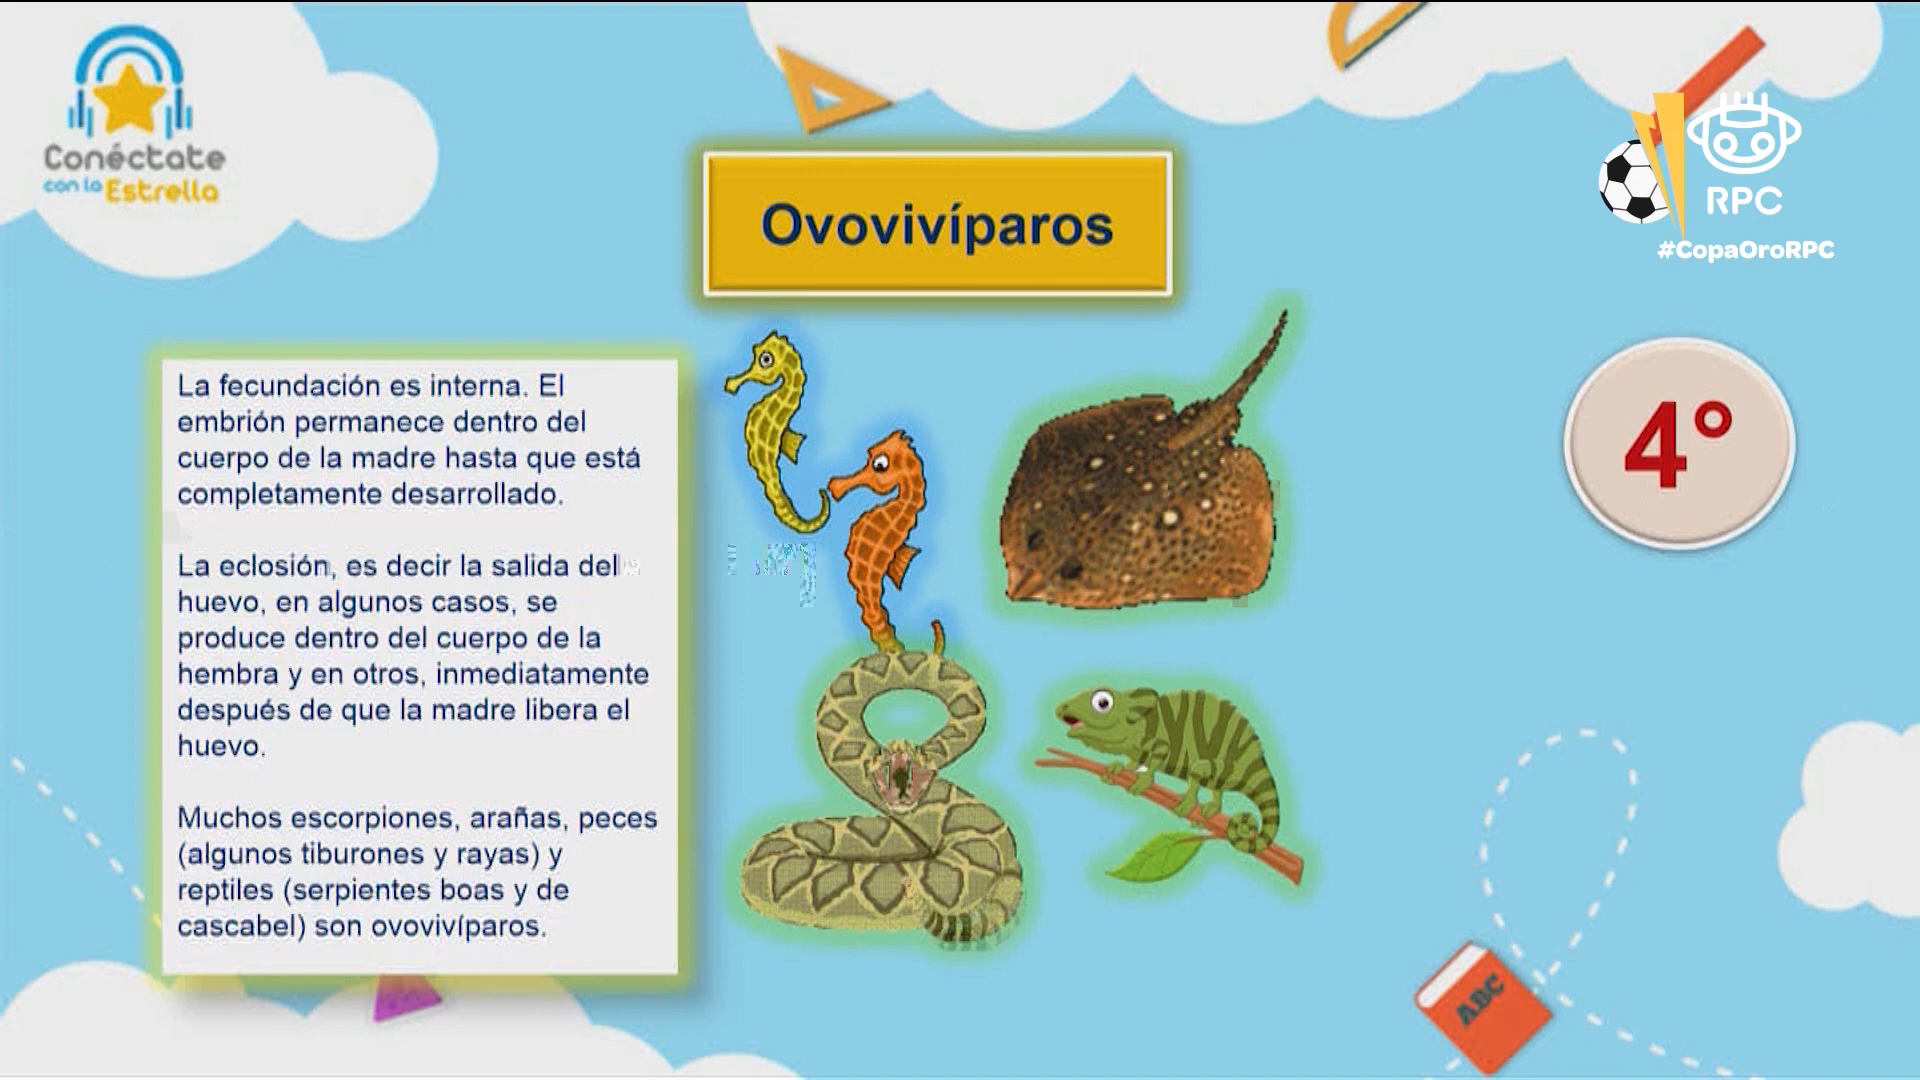 Conéctate
con la Estrella
RPC
#CopaOroRPC
Ovovivíparos
4°
La fecundación es interna. El
embrión permanece dentro del
cuerpo de la madre hasta que está
completamente desarrollado.
La eclosión, es decir la salida del
huevo, en algunos casos, se
produce dentro del cuerpo de la
hembra y en otros, inmediatamente
después de que la madre libera el
huevo.
Muchos escorpiones, arañas, peces
(algunos tiburones y rayas) y
reptiles (serpientes boas y de
cascabel) son ovovivíparos.
ABC